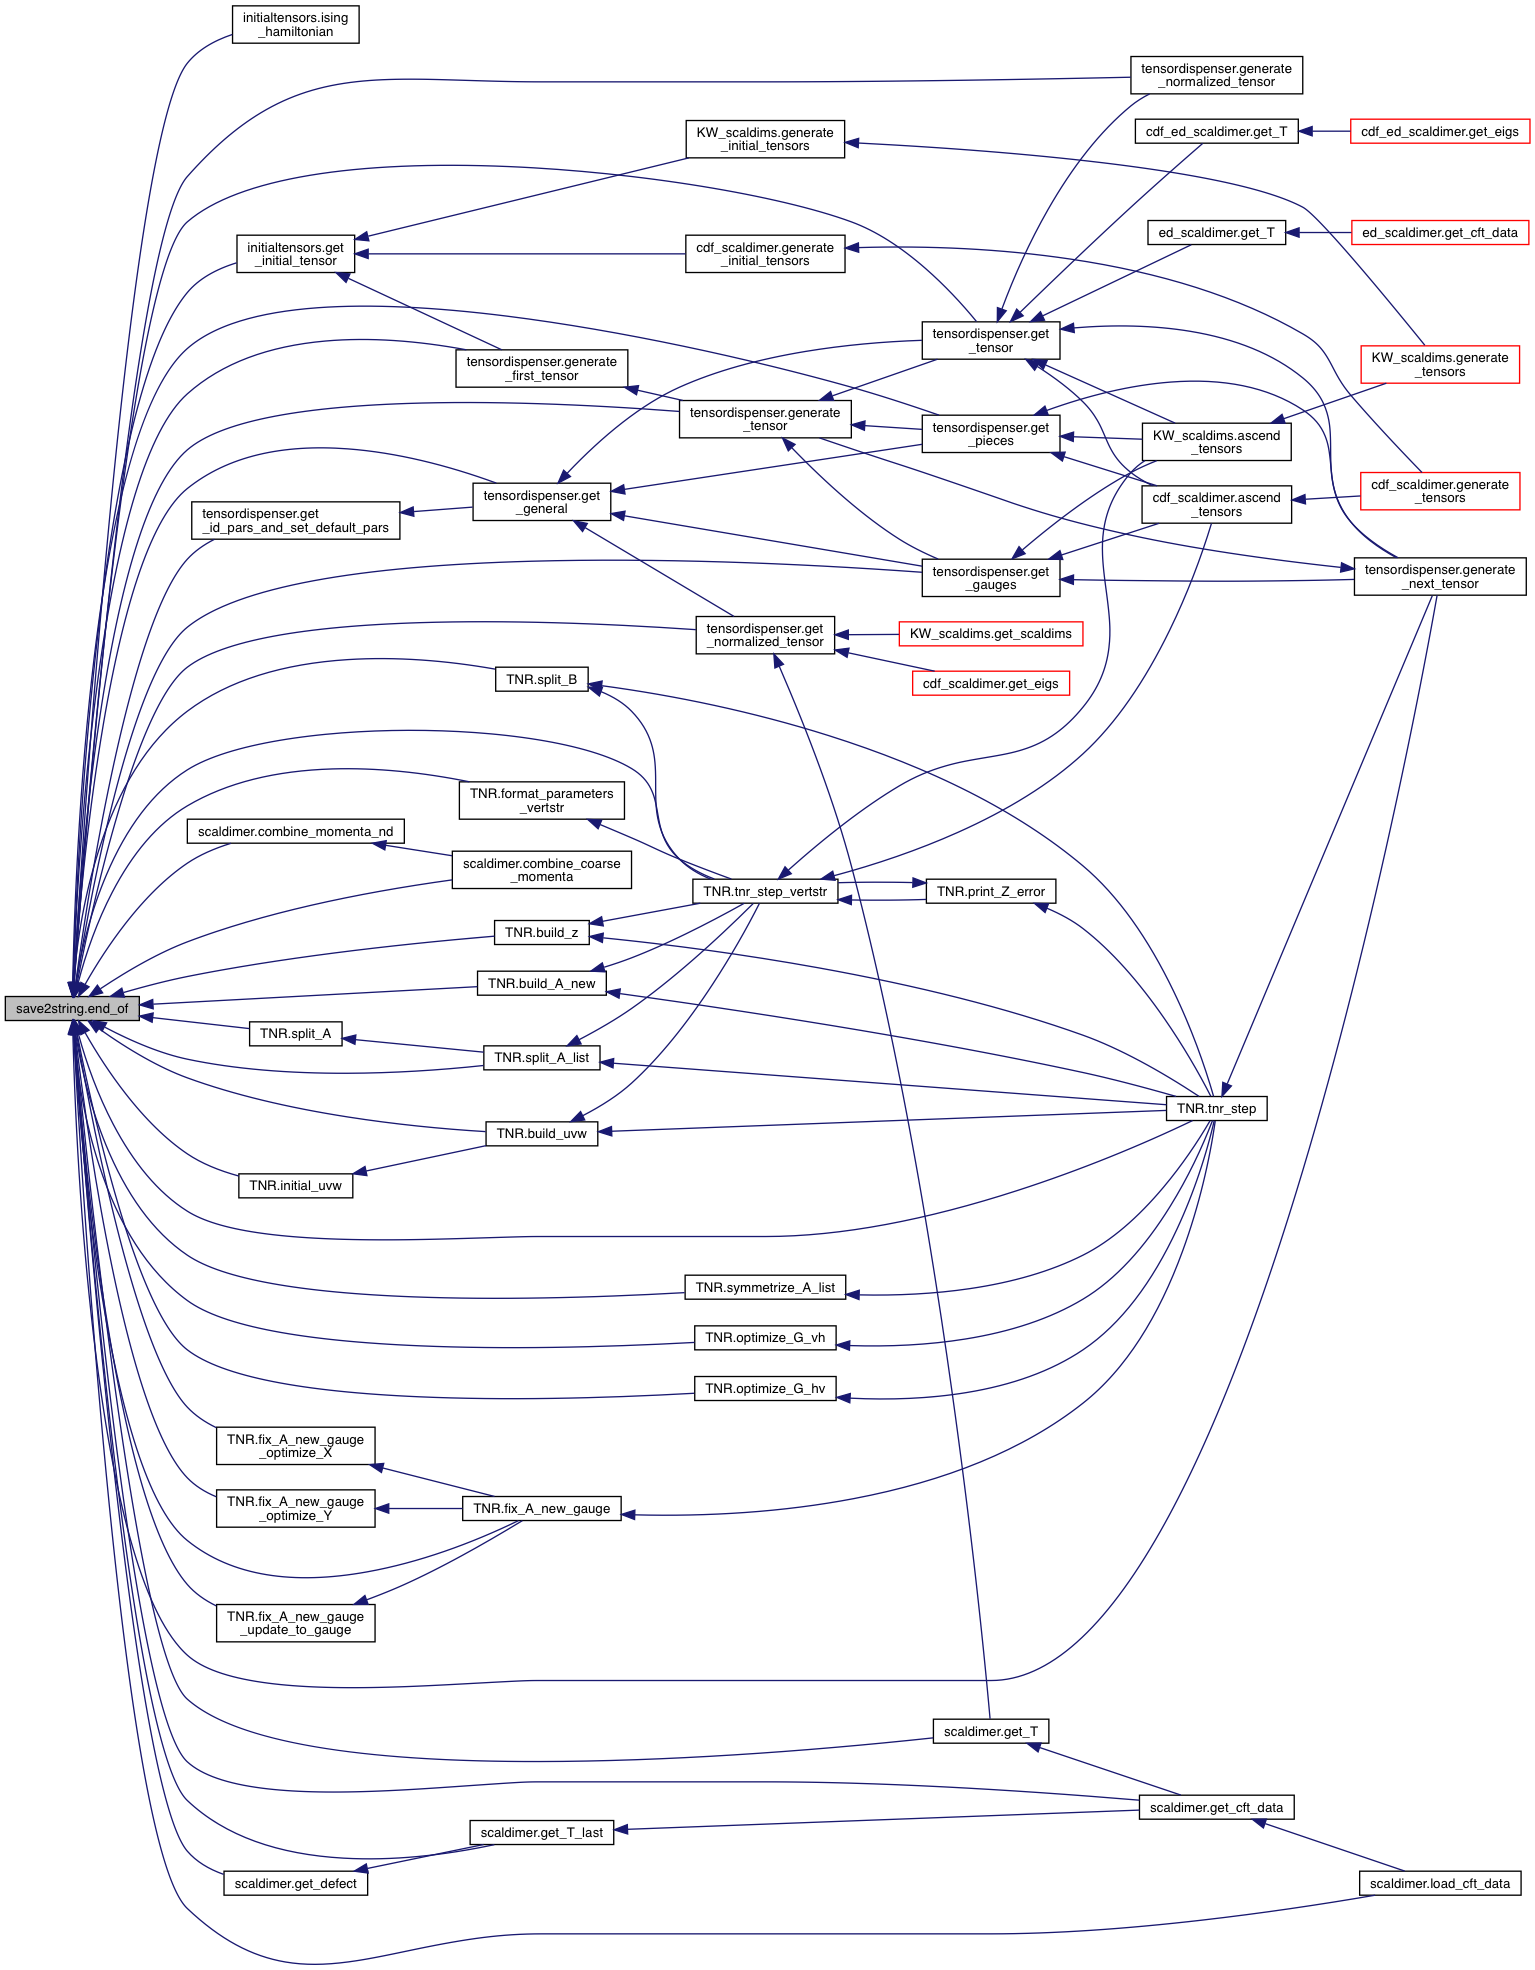 initialtensors.ising
_hamiltonian
tensordispenser.generate
_normalized_tensor
KW_scaldims.generate
_initial_tensors
cdf_ed_scaldimer.get_T
cdf_ed_scaldimer.get_eigs
initialtensors.get
_initial_tensor
cdf_scaldimer.generate
_initial_tensors
ed_scaldimer.get_T
ed_scaldimer.get_cft_data
tensordispenser.get
_tensor
tensordispenser.generate
_first_tensor
KW_scaldims.generate
_tensors
tensordispenser.generate
_tensor
tensordispenser.get
_pieces
KW_scaldims.ascend
_tensors
tensordispenser.get
_general
cdf_scaldimer.generate
_tensors
tensordispenser.get
_id_pars_and_set_default_pars
cdf_scaldimer.ascend
_tensors
tensordispenser.get
_gauges
tensordispenser.generate
_next_tensor
tensordispenser.get
_normalized_tensor
KW_scaldims.get_scaldims
TNR.split_B
cdf_scaldimer.get_eigs
TNR.format_parameters
_vertstr
scaldimer.combine_momenta_nd
scaldimer.combine_coarse
_momenta
TNR.tnr_step_vertstr
TNR.print_Z_error
TNR.build_z
TNR.build_A_new
save2string.end_of
TNR.split_A
TNR.split_A_list
TNR.tnr_step
TNR.build_uvw
TNR.initial_uvw
TNR.symmetrize_A_list
TNR.optimize_G_vh
TNR.optimize_G_hv
TNR.fix_A_new_gauge
_optimize_X
TNR.fix_A_new_gauge
_optimize_Y
TNR.fix_A_new_gauge
TNR.fix_A_new_gauge
_update_to_gauge
scaldimer.get_T
scaldimer.get_cft_data
scaldimer.get_T_last
scaldimer.get_defect
scaldimer.load_cft_data